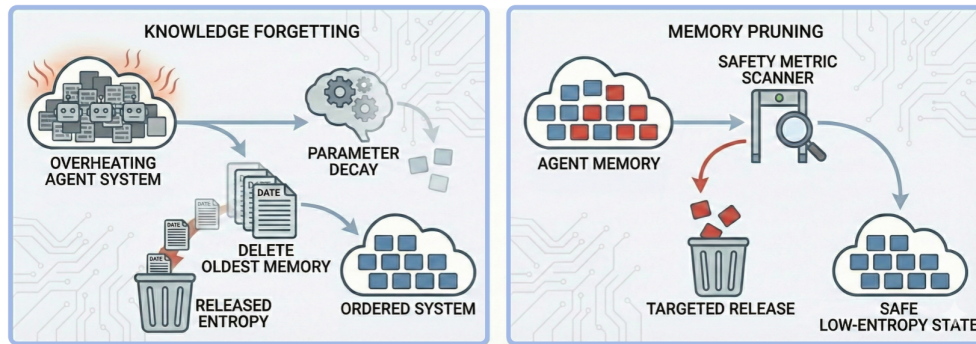 KNOWLEDGE FORGETTING
OVERHEATING
AGENT SYSTEM
PARAMETER
DECAY
DATE
DATE
DATE
DATE
DELETE
OLDEST MEMORY
RELEASED
ENTROPY
ORDERED SYSTEM
MEMORY PRUNING
SAFETY METRIC
SCANNER
AGENT MEMORY
TARGETED RELEASE
SAFE
LOW-ENTROPY STATE